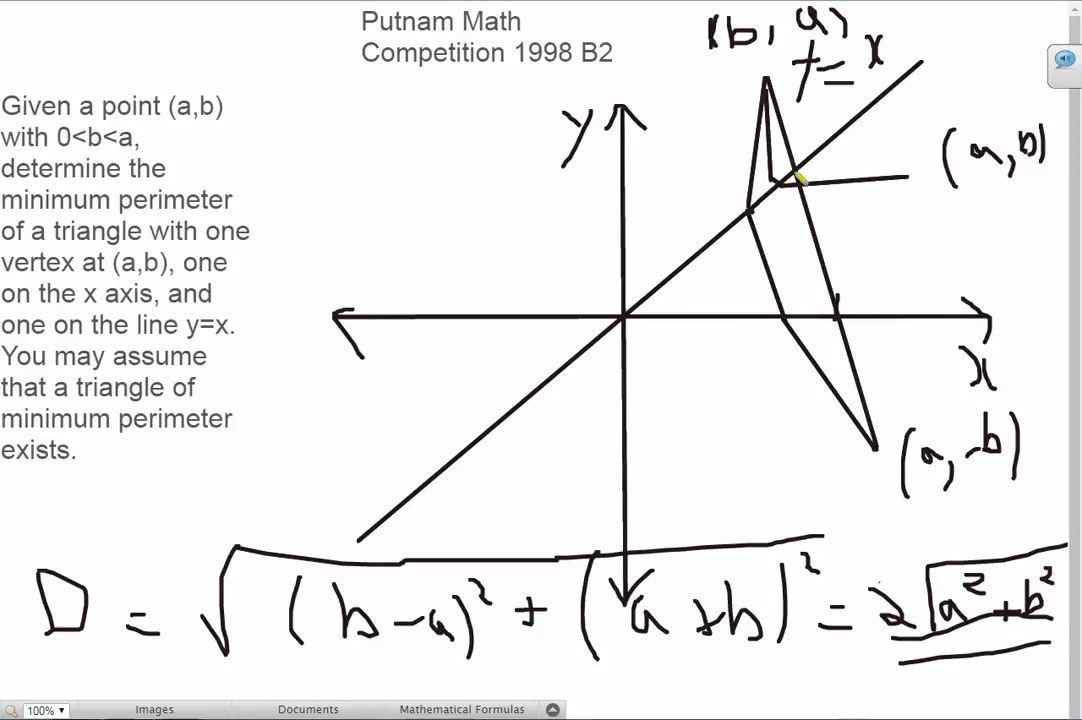 Putnam Math
Competition 1998 B2
Given a point (a,b)
with 0<b<a,
determine the
minimum perimeter
of a triangle with one
vertex at (a,b), one
on the x axis, and
one on the line y=x.
You may assume
that a triangle of
minimum perimeter
exists.
(b, a)
y = x
y
(a, b)
x
(a, -b)
D = √(b-a)² + (a+b)² = 2√a²+b²
100%
Images
Documents
Mathematical Formulas